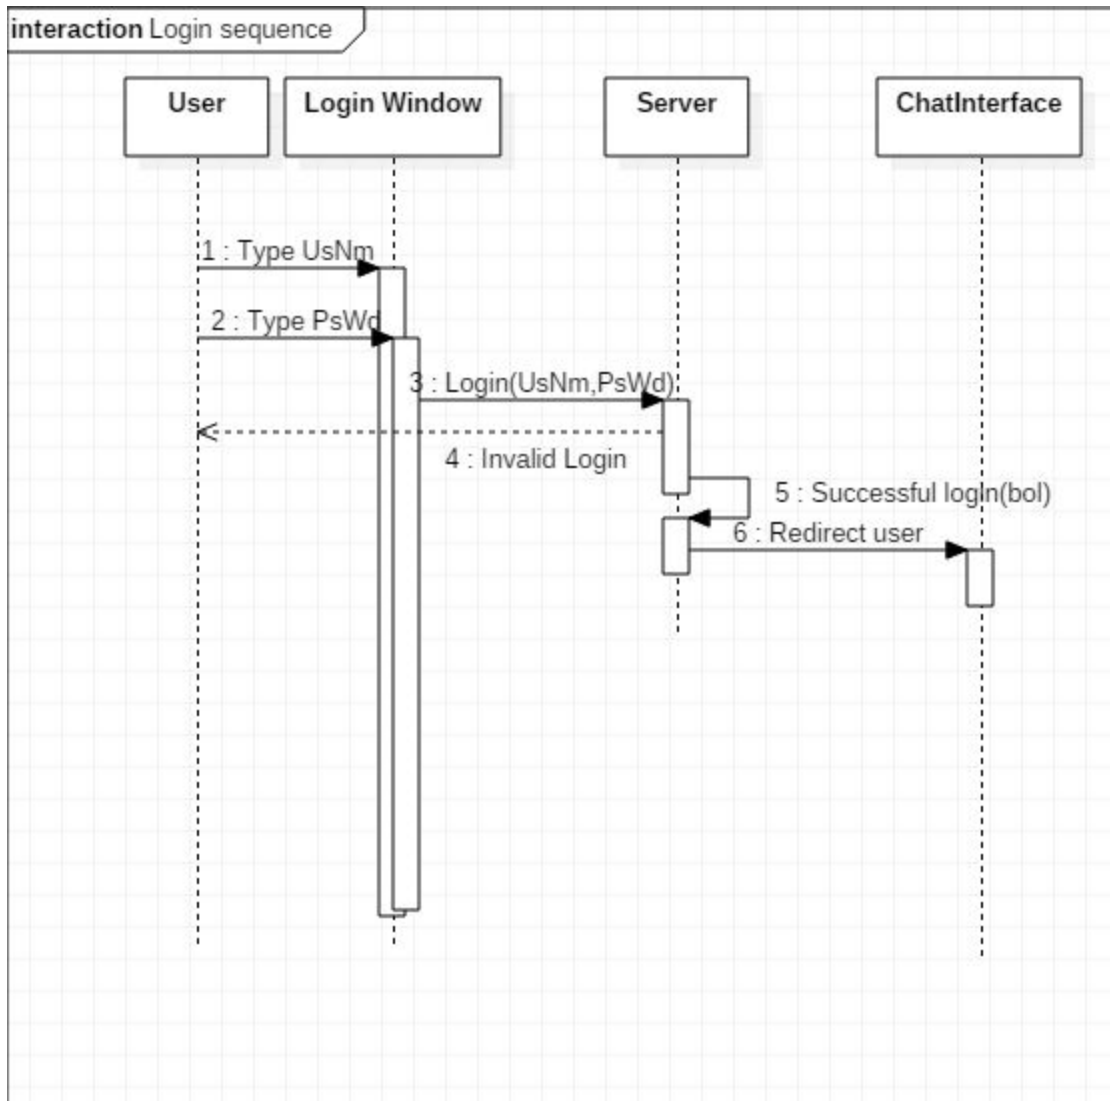 interaction Login sequence
User
Login Window
Server
ChatInterface
1 : Type UsNm
2 : Type PsWd
3 : Login(UsNm,PsWd)
4 : Invalid Login
5 : Successful login(bol)
6 : Redirect user